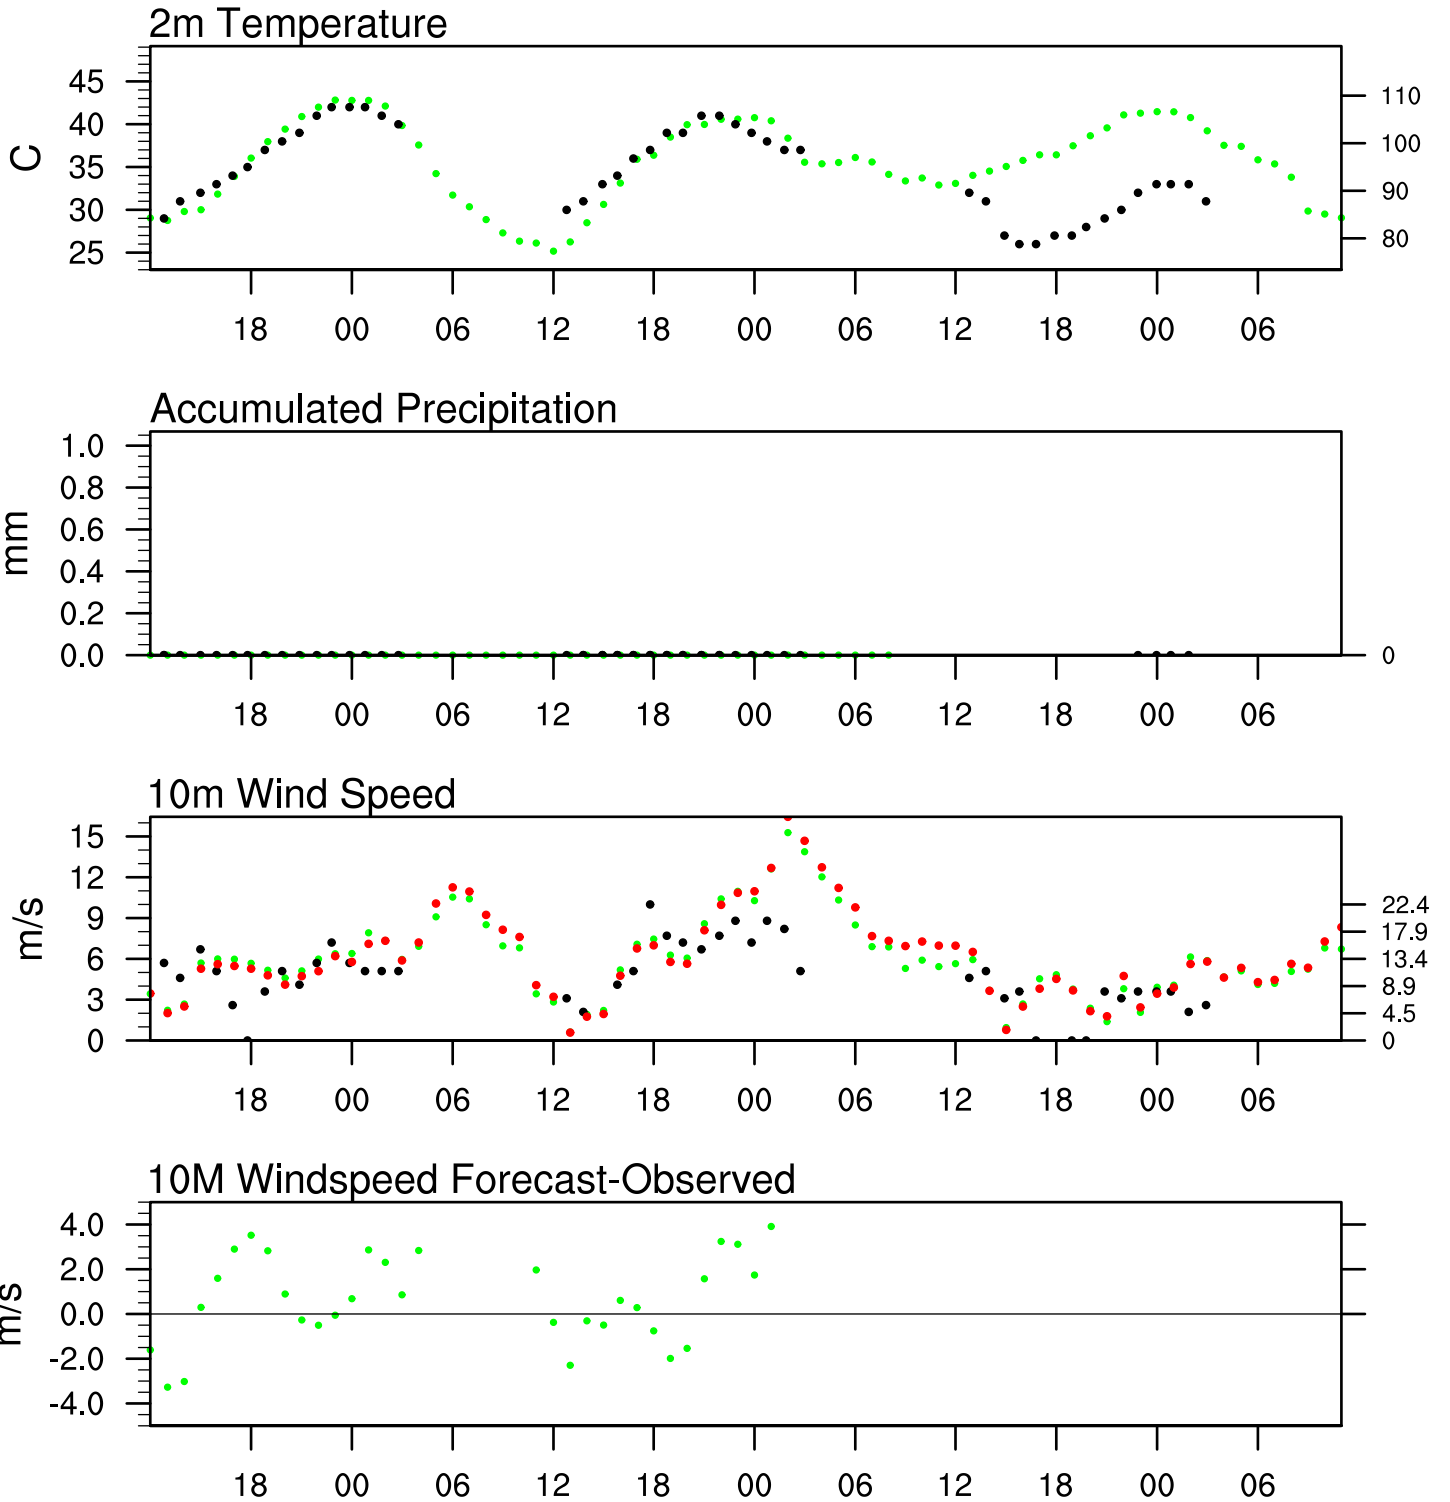 2m Temperature
45
40
35
30
25
C
110
100
90
80
18 00 06 12 18 00 06 12 18 00 06
Accumulated Precipitation
1.0
0.8
0.6
0.4
0.2
0.0
mm
0
18 00 06 12 18 00 06 12 18 00 06
10m Wind Speed
15
12
9
6
3
0
m/s
22.4
17.9
13.4
8.9
4.5
0
18 00 06 12 18 00 06 12 18 00 06
10M Windspeed Forecast-Observed
4.0
2.0
0.0
-2.0
-4.0
m/s
18 00 06 12 18 00 06 12 18 00 06